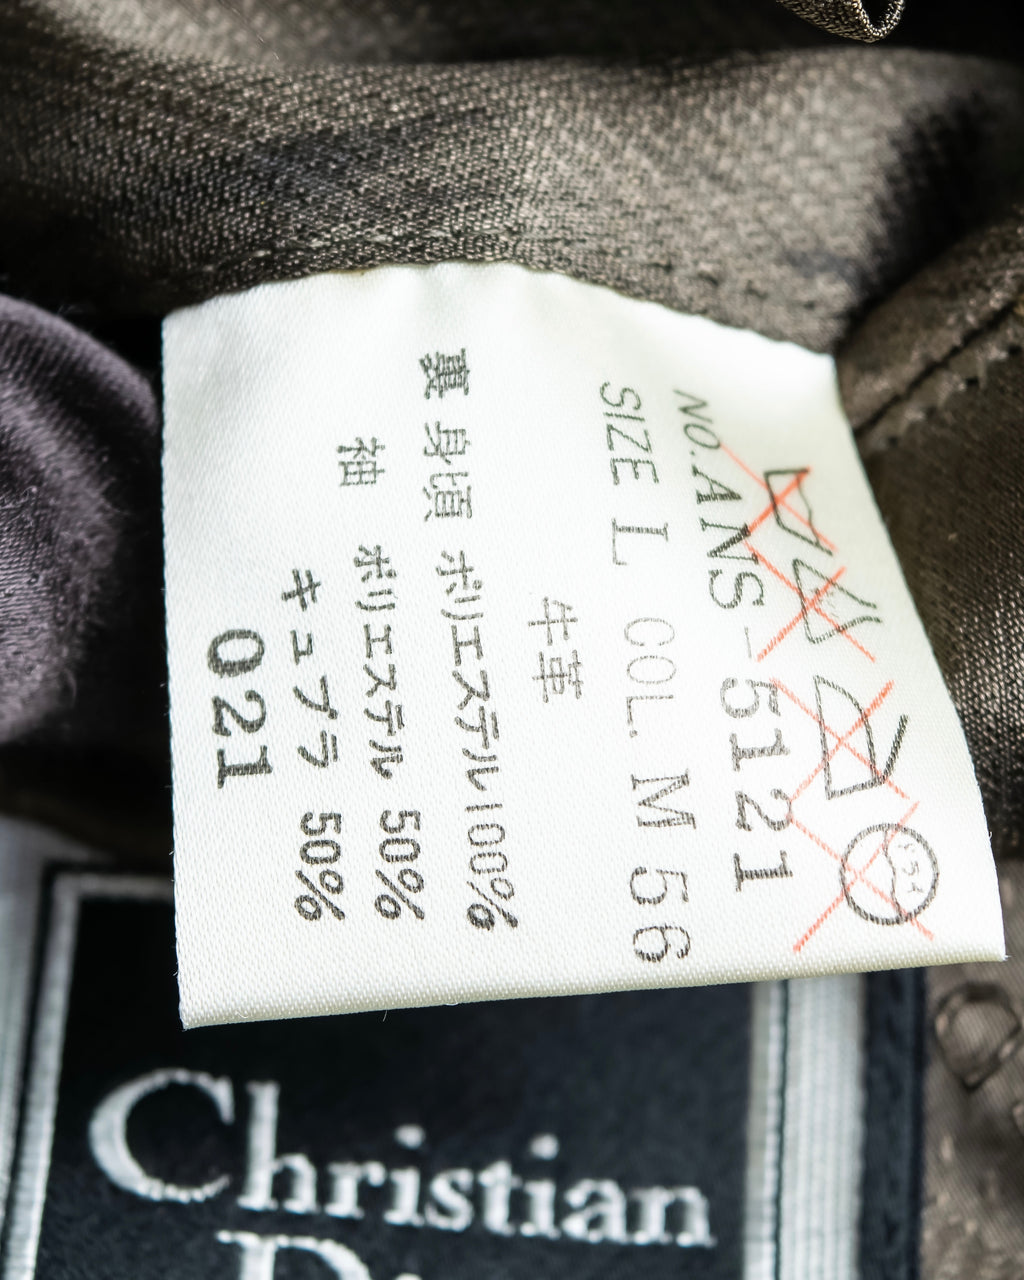 NO.ANS-5121
SIZE L COL M 56
牛革
裏 身頃 ポリエステル100%
袖 ポリエステル 50%
キュプラ 50%
021
Christian